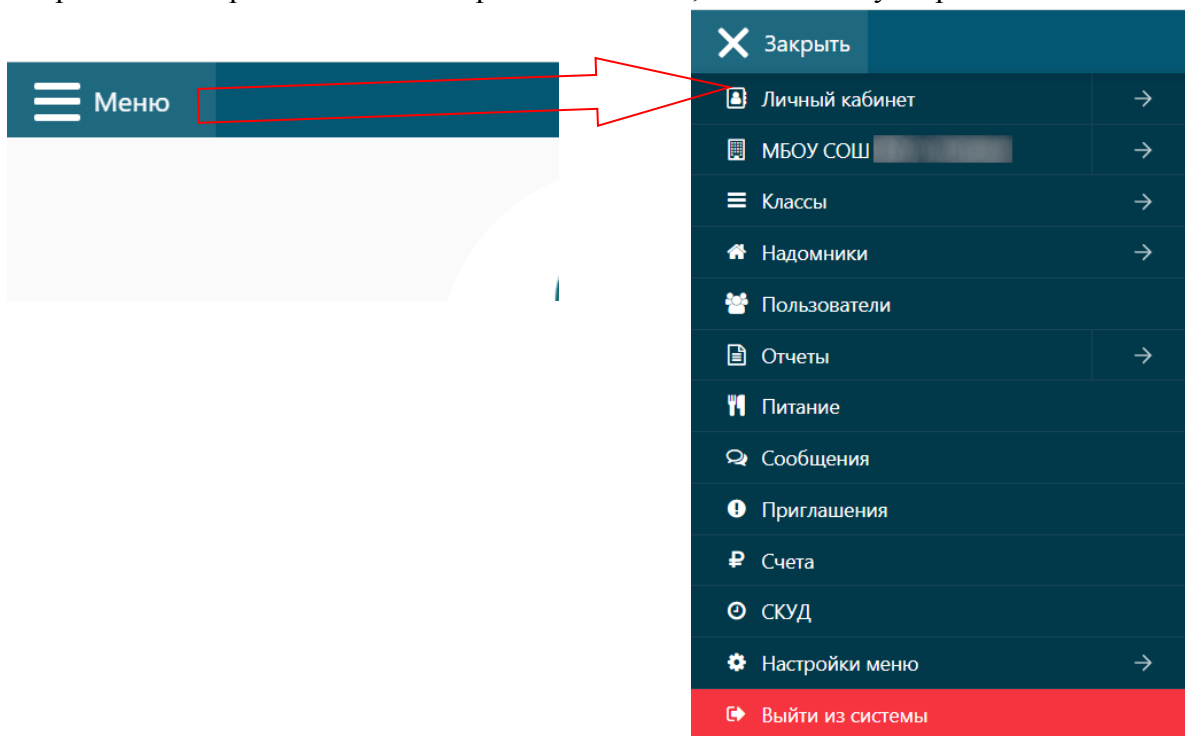 Меню
Закрыть
Личный кабинет
МБОУ СОШ
Классы
Надомники
Пользователи
Отчеты
Питание
Сообщения
Приглашения
Счета
СКУД
Настройки меню
Выйти из системы